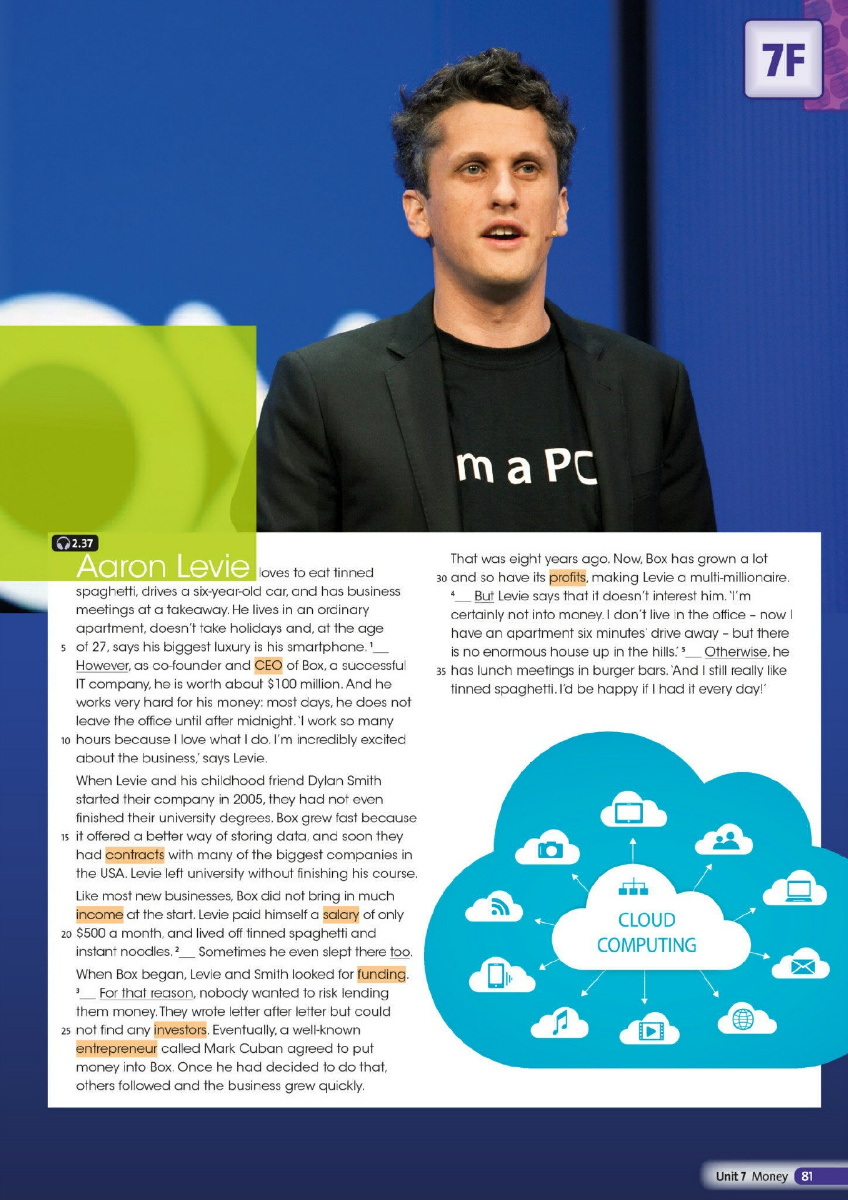 7F
m a PC
2.37
Aaron Levie loves to eat tinned
spaghetti, drives a six-year-old car, and has business
meetings at a takeaway. He lives in an ordinary
apartment, doesn't take holidays and, at the age
5 of 27, says his biggest luxury is his smartphone. ¹__
However, as co-founder and CEO of Box, a successful
IT company, he is worth about $100 million. And he
works very hard for his money: most days, he does not
leave the office until after midnight. 'I work so many
10 hours because I love what I do. I'm incredibly excited
about the business,' says Levie.
When Levie and his childhood friend Dylan Smith
started their company in 2005, they had not even
finished their university degrees. Box grew fast because
15 it offered a better way of storing data, and soon they
had contracts with many of the biggest companies in
the USA. Levie left university without finishing his course.
Like most new businesses, Box did not bring in much
income at the start. Levie paid himself a salary of only
20 $500 a month, and lived off tinned spaghetti and
instant noodles. ²__ Sometimes he even slept there too.
When Box began, Levie and Smith looked for funding.
³__ For that reason, nobody wanted to risk lending
them money. They wrote letter after letter but could
25 not find any investors. Eventually, a well-known
entrepreneur called Mark Cuban agreed to put
money into Box. Once he had decided to do that,
others followed and the business grew quickly.
That was eight years ago. Now, Box has grown a lot
30 and so have its profits, making Levie a multi-millionaire.
⁴__ But Levie says that it doesn't interest him. 'I'm
certainly not into money. I don't live in the office – now I
have an apartment six minutes' drive away – but there
is no enormous house up in the hills.' ⁵__ Otherwise, he
35 has lunch meetings in burger bars. 'And I still really like
tinned spaghetti. I'd be happy if I had it every day!'
CLOUD
COMPUTING
Unit 7 Money 81